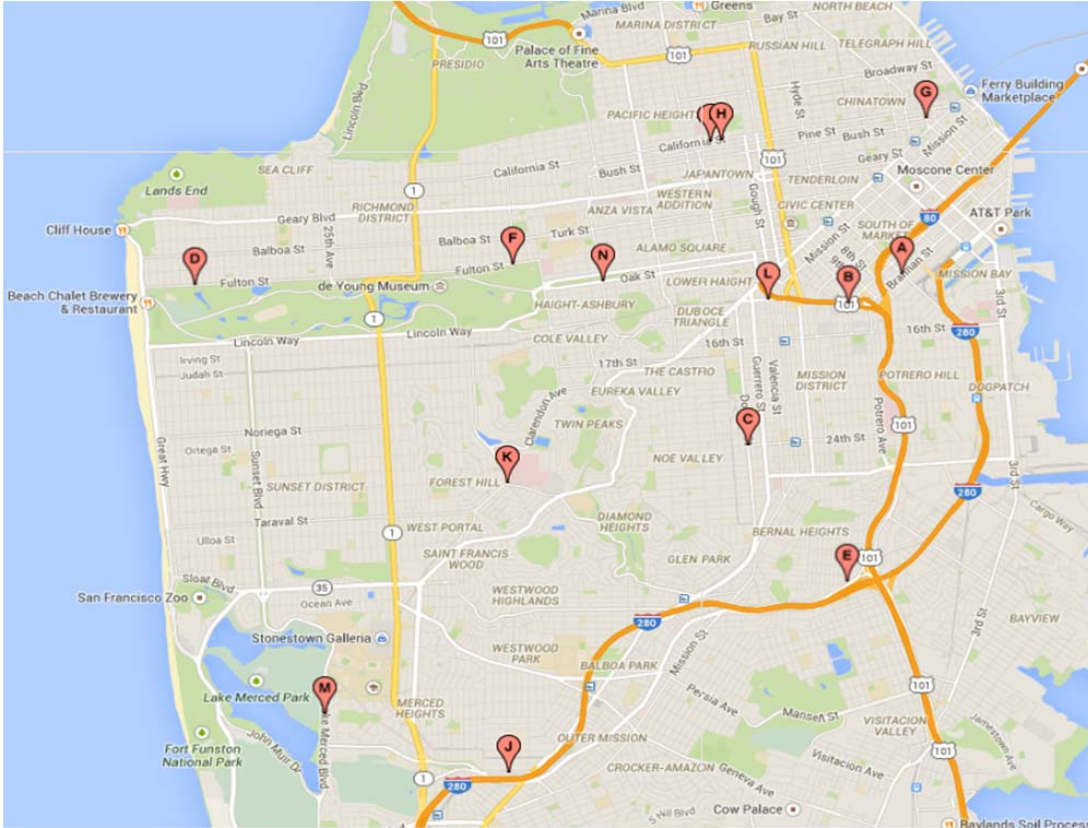 Marina Blvd
Greens
Bay St
NORTH BEACH
MARINA DISTRICT
101
Palace of Fine
Arts Theatre
101
RUSSIAN HILL
TELEGRAPH HILL
PRESIDIO
Broadway St
Lincoln Blvd
Hyde St
Ferry Building
Marketplace
G
CHINATOWN
PACIFIC HEIGHTS
H
Pine St
Bush St
Mission St
California St
Geary St
101
SEA CLIFF
California St
Bush St
JAPANTOWN
Moscone Center
Lands End
1
TENDERLOIN
WESTERN
ADDITION
Gough St
RICHMOND
DISTRICT
ANZA VISTA
CIVIC CENTER
80
AT&T Park
Geary Blvd
25th Ave
Cliff House
Turk St
Mission St
SOUTH OF
MARKET
Balboa St
Balboa St
F
ALAMO SQUARE
8th St
A
D
N
Fulton St
Oak St
9th
Brannan St
MISSION BAY
Fulton St
de Young Museum
LOWER HAIGHT
L
B
3rd St
Beach Chalet Brewery
& Restaurant
HAIGHT-ASHBURY
101
1
DUBOCE
TRIANGLE
Lincoln Way
Lincoln Way
COLE VALLEY
16th St
16th St
280
Irving St
Judah St
17th St
THE CASTRO
Guerrero St
Valencia St
MISSION
DISTRICT
POTRERO HILL
DOGPATCH
EUREKA VALLEY
Clarendon Ave
Do
Potrero Ave
TWIN PEAKS
C
101
Noriega St
24th St
Great Hwy
Ortega St
K
NOE VALLEY
3rd St
Sunset Blvd
SUNSET DISTRICT
FOREST HILL
280
Cargo Way
Taraval St
WEST PORTAL
DIAMOND
HEIGHTS
1
BERNAL HEIGHTS
Ulloa St
SAINT FRANCIS
WOOD
GLEN PARK
E
101
Sloat Blvd
35
San Francisco Zoo
WESTWOOD
HIGHLANDS
Ocean Ave
3rd St
BAYVIEW
280
Stonestown Galleria
Mission St
WESTWOOD
PARK
BALBOA PARK
M
Lake Merced Park
Persia Ave
101
MERCED
HEIGHTS
Mansell St
ke Merced Blvd
Jamestown Ave
VISITACION
VALLEY
John Muir Dr
Fort Funston
National Park
J
OUTER MISSION
101
Visitacion Ave
CROCKER-AMAZON
Geneva Ave
1
280
S Hill Blvd
Cow Palace
Baylands Soil Proces